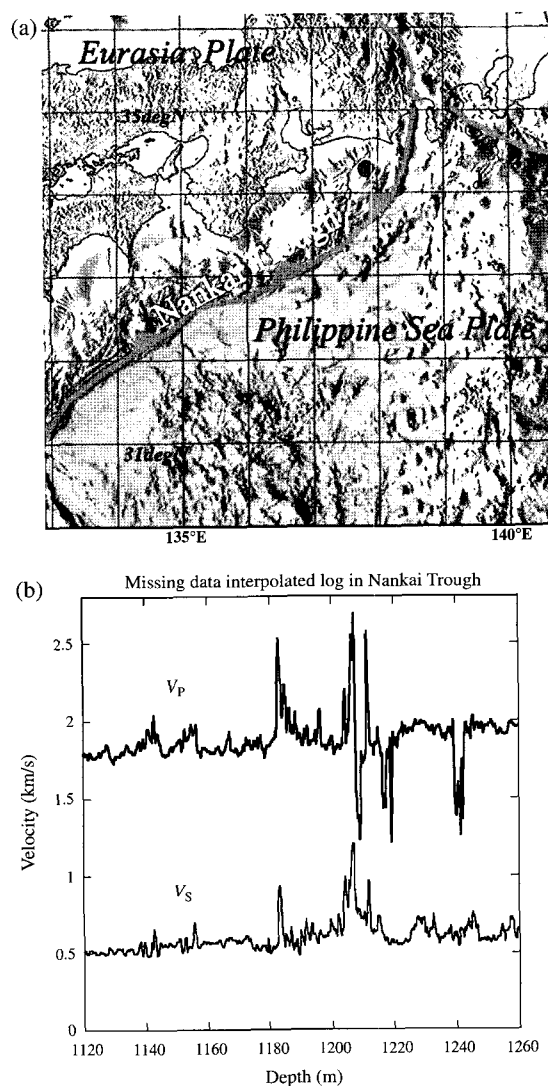 (a)
Eurasia Plate
35degN
Nankai Trough
Philippine Sea Plate
31degN
135°E
140°E
(b)
Missing data interpolated log in Nankai Trough
2.5
2
1.5
1
0.5
0
V_P
V_S
Velocity (km/s)
1120
1140
1160
1180
1200
1220
1240
1260
Depth (m)